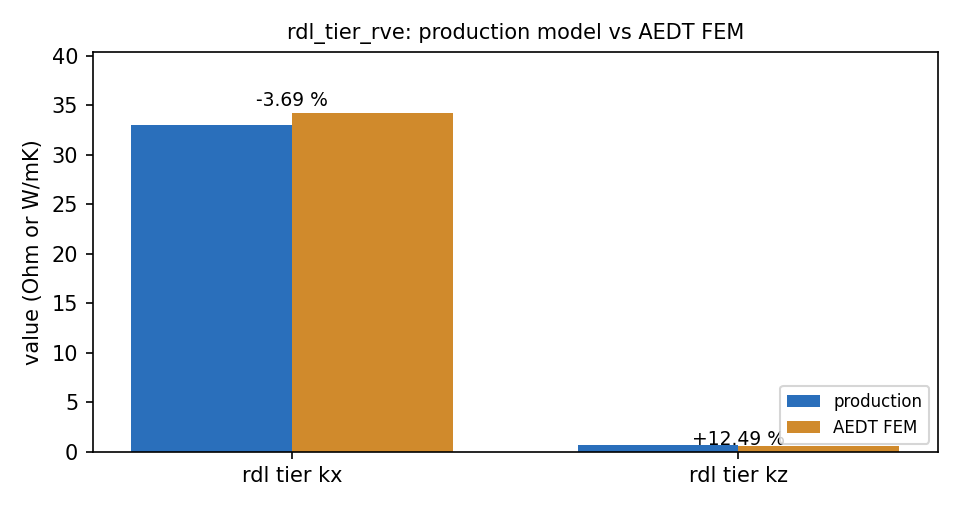 rdl_tier_rve: production model vs AEDT FEM
value (Ohm or W/mK)
40
35
30
25
20
15
10
5
0
-3.69 %
+12.49 %
production
AEDT FEM
rdl tier kx
rdl tier kz